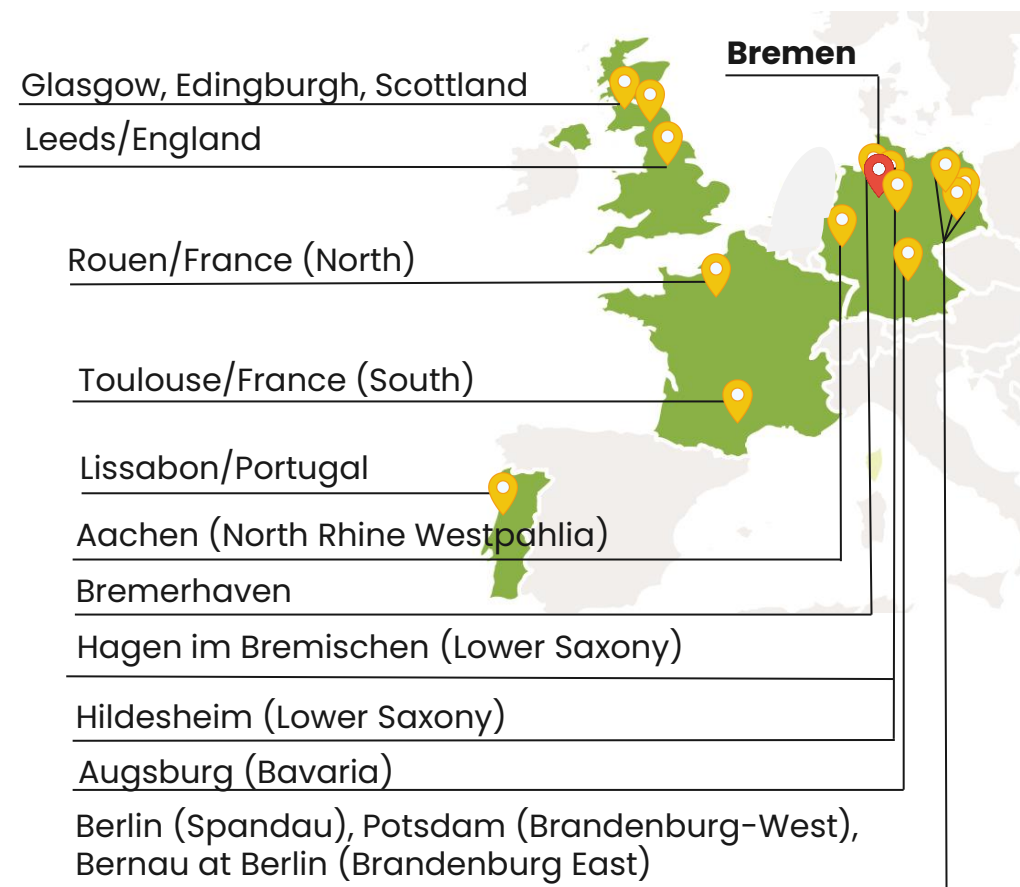 Bremen
Glasgow, Edingburgh, Scottland
Leeds/England
Rouen/France (North)
Toulouse/France (South)
Lissabon/Portugal
Aachen (North Rhine Westpahlia)
Bremerhaven
Hagen im Bremischen (Lower Saxony)
Hildesheim (Lower Saxony)
Augsburg (Bavaria)
Berlin (Spandau), Potsdam (Brandenburg-West),
Bernau at Berlin (Brandenburg East)